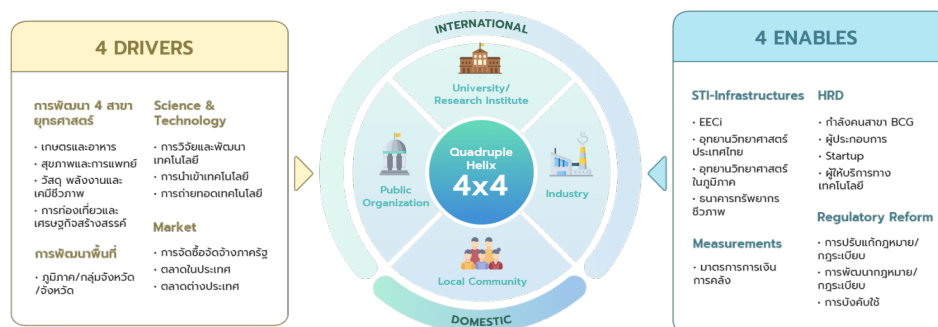 4 DRIVERS
การพัฒนา 4 สาขา
ยุทธศาสตร์
• เกษตรและอาหาร
• สุขภาพและการแพทย์
• วัสดุ พลังงานและ
เคมีชีวภาพ
• การท่องเที่ยวและ
เศรษฐกิจสร้างสรรค์
การพัฒนาพื้นที่
• ภูมิภาค/กลุ่มจังหวัด
/จังหวัด
Science &
Technology
• การวิจัยและพัฒนา
เทคโนโลยี
• การนำเข้าเทคโนโลยี
• การถ่ายทอดเทคโนโลยี
Market
• การจัดซื้อจัดจ้างภาครัฐ
• ตลาดในประเทศ
• ตลาดต่างประเทศ
INTERNATIONAL
University/
Research Institute
Public
Organization
Quadruple
Helix
4x4
Industry
Local Community
DOMESTIC
4 ENABLES
STI-Infrastructures
• EECi
• อุทยานวิทยาศาสตร์
ประเทศไทย
• อุทยานวิทยาศาสตร์
ในภูมิภาค
• ธนาคารทรัพยากร
ชีวภาพ
Measurements
• มาตรการการเงิน
การคลัง
HRD
• กำลังคนสาขา BCG
• ผู้ประกอบการ
• Startup
• ผู้ให้บริการทาง
เทคโนโลยี
Regulatory Reform
• การปรับแก้กฎหมาย/
กฎระเบียบ
• การพัฒนากฎหมาย/
กฎระเบียบ
• การบังคับใช้